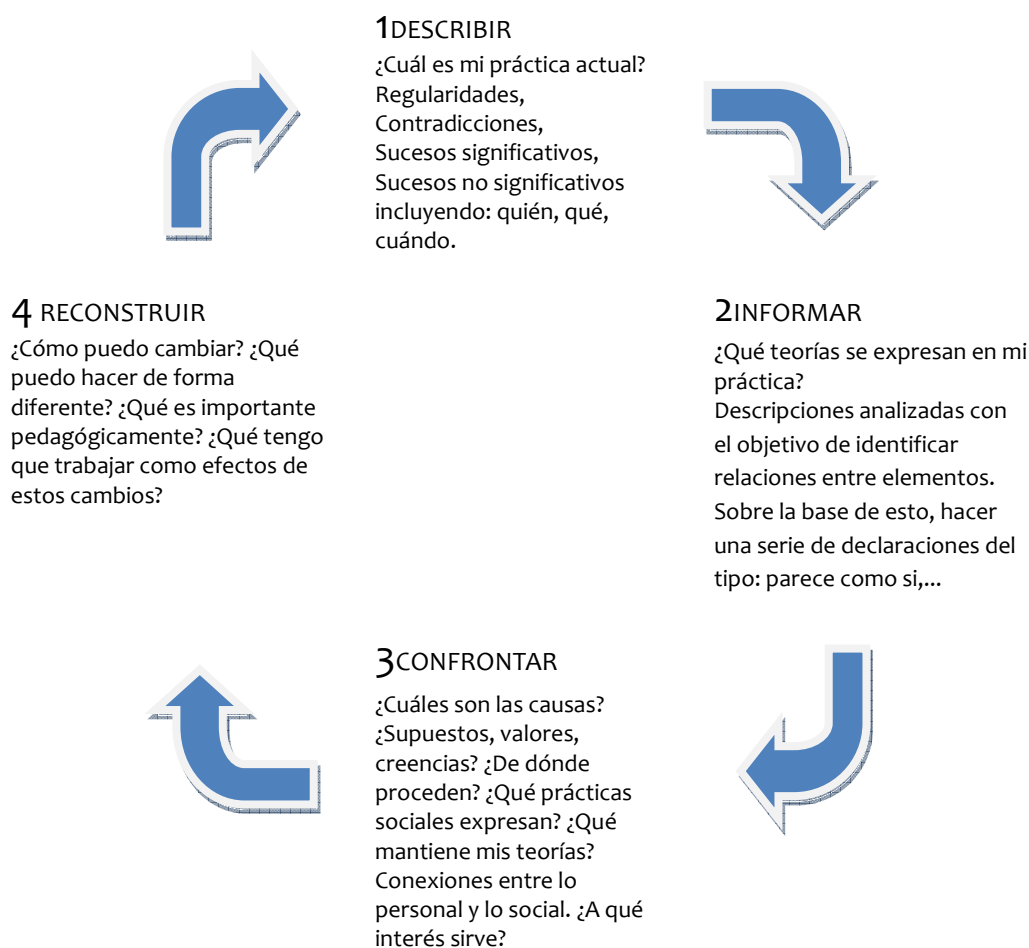 1DESCRIBIR
¿Cuál es mi práctica actual?
Regularidades,
Contradicciones,
Sucesos significativos,
Sucesos no significativos
incluyendo: quién, qué,
cuándo.
2INFORMAR
¿Qué teorías se expresan en mi
práctica?
Descripciones analizadas con
el objetivo de identificar
relaciones entre elementos.
Sobre la base de esto, hacer
una serie de declaraciones del
tipo: parece como si,...
3CONFRONTAR
¿Cuáles son las causas?
¿Supuestos, valores,
creencias? ¿De dónde
proceden? ¿Qué prácticas
sociales expresan? ¿Qué
mantiene mis teorías?
Conexiones entre lo
personal y lo social. ¿A qué
interés sirve?
4 RECONSTRUIR
¿Cómo puedo cambiar? ¿Qué
puedo hacer de forma
diferente? ¿Qué es importante
pedagógicamente? ¿Qué tengo
que trabajar como efectos de
estos cambios?